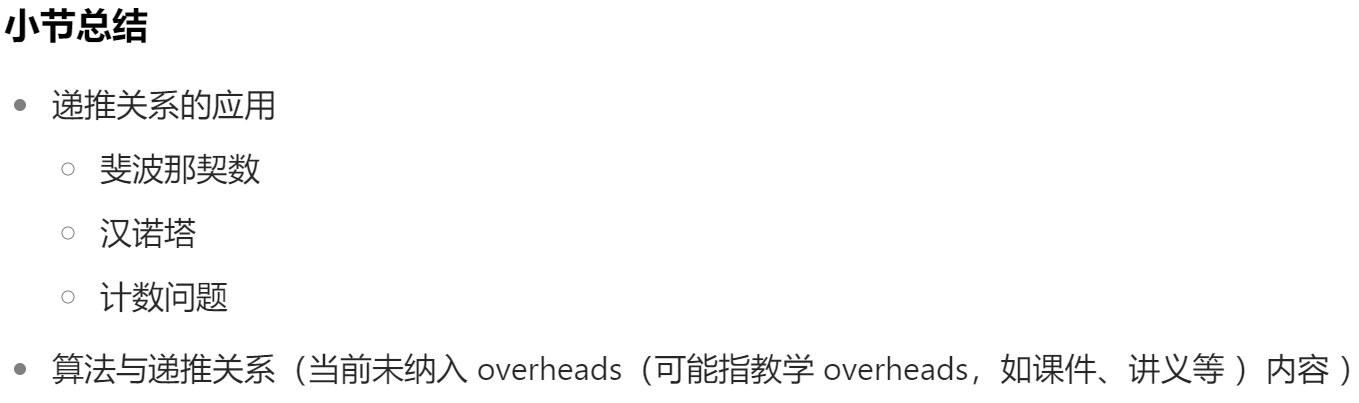 小节总结
递推关系的应用
斐波那契数
汉诺塔
计数问题
算法与递推关系（当前未纳入 overheads（可能指教学 overheads，如课件、讲义等 ）内容 ）